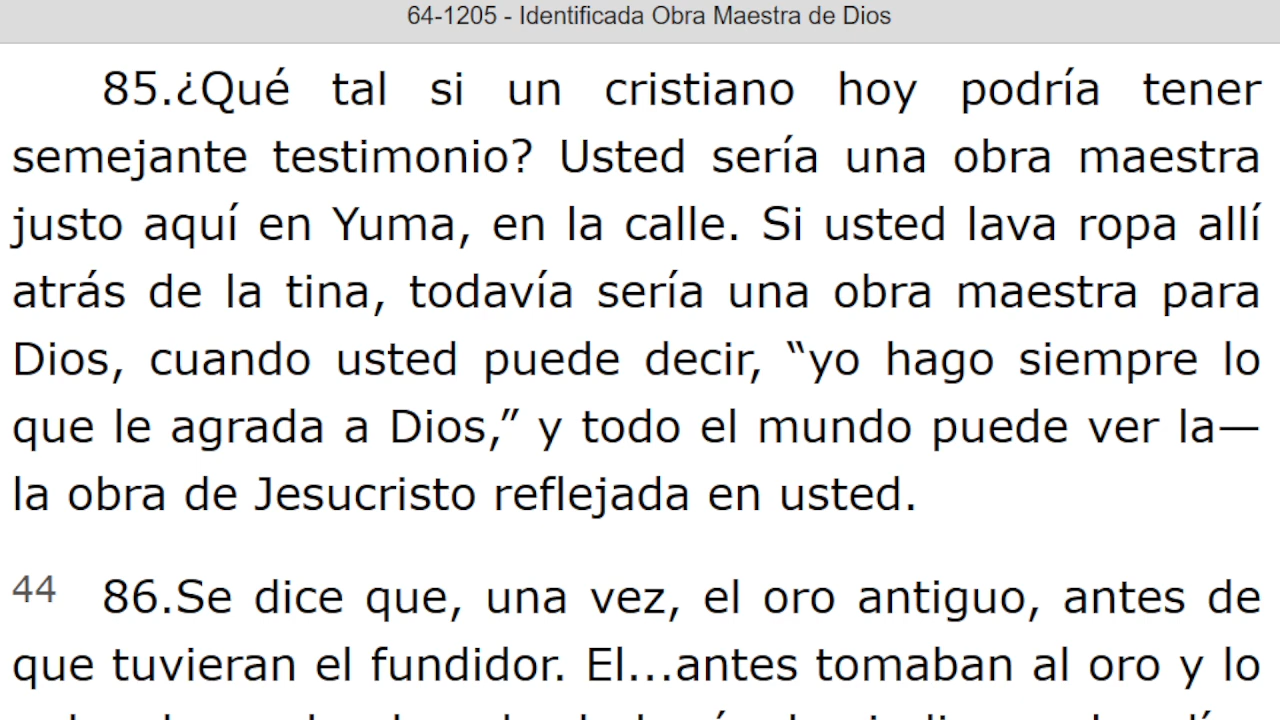 64-1205 - Identificada Obra Maestra de Dios
85.¿Qué tal si un cristiano hoy podría tener
semejante testimonio? Usted sería una obra maestra
justo aquí en Yuma, en la calle. Si usted lava ropa allí
atrás de la tina, todavía sería una obra maestra para
Dios, cuando usted puede decir, “yo hago siempre lo
que le agrada a Dios,” y todo el mundo puede ver la—
la obra de Jesucristo reflejada en usted.
44 86.Se dice que, una vez, el oro antiguo, antes de
que tuvieran el fundidor. El...antes tomaban al oro y lo